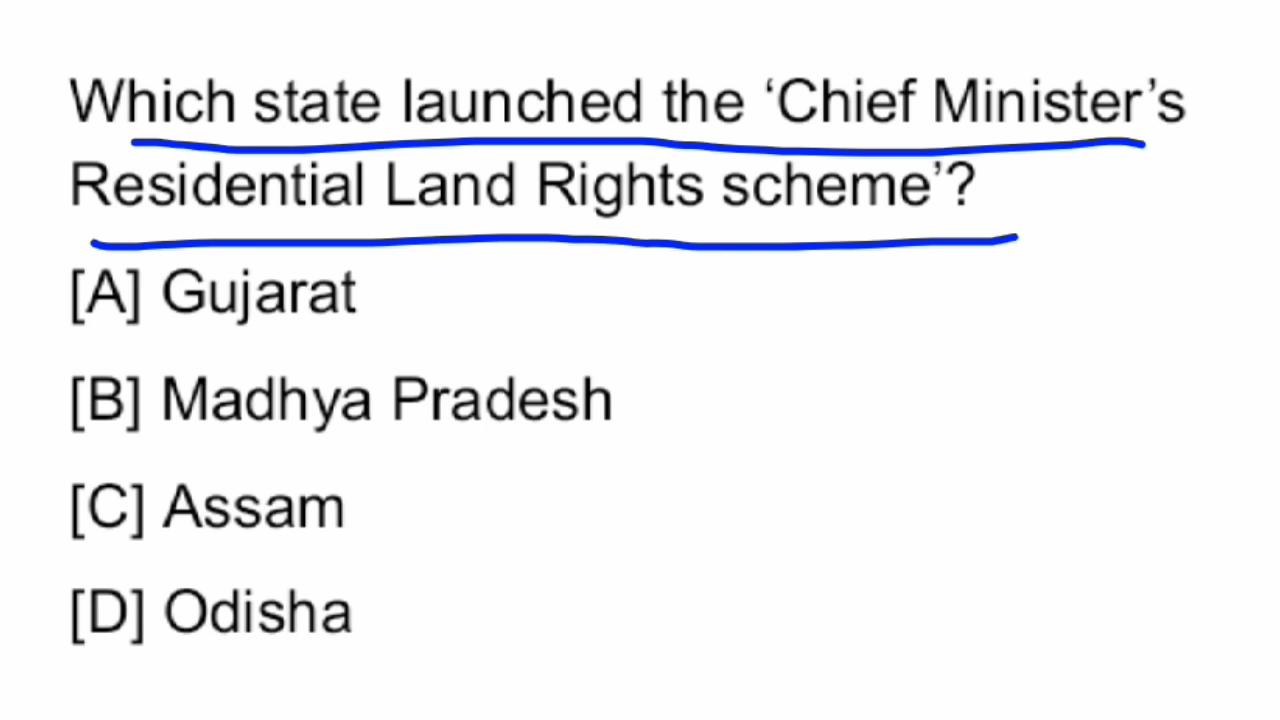 Which state launched the ‘Chief Minister’s
Residential Land Rights scheme’?
[A] Gujarat
[B] Madhya Pradesh
[C] Assam
[D] Odisha